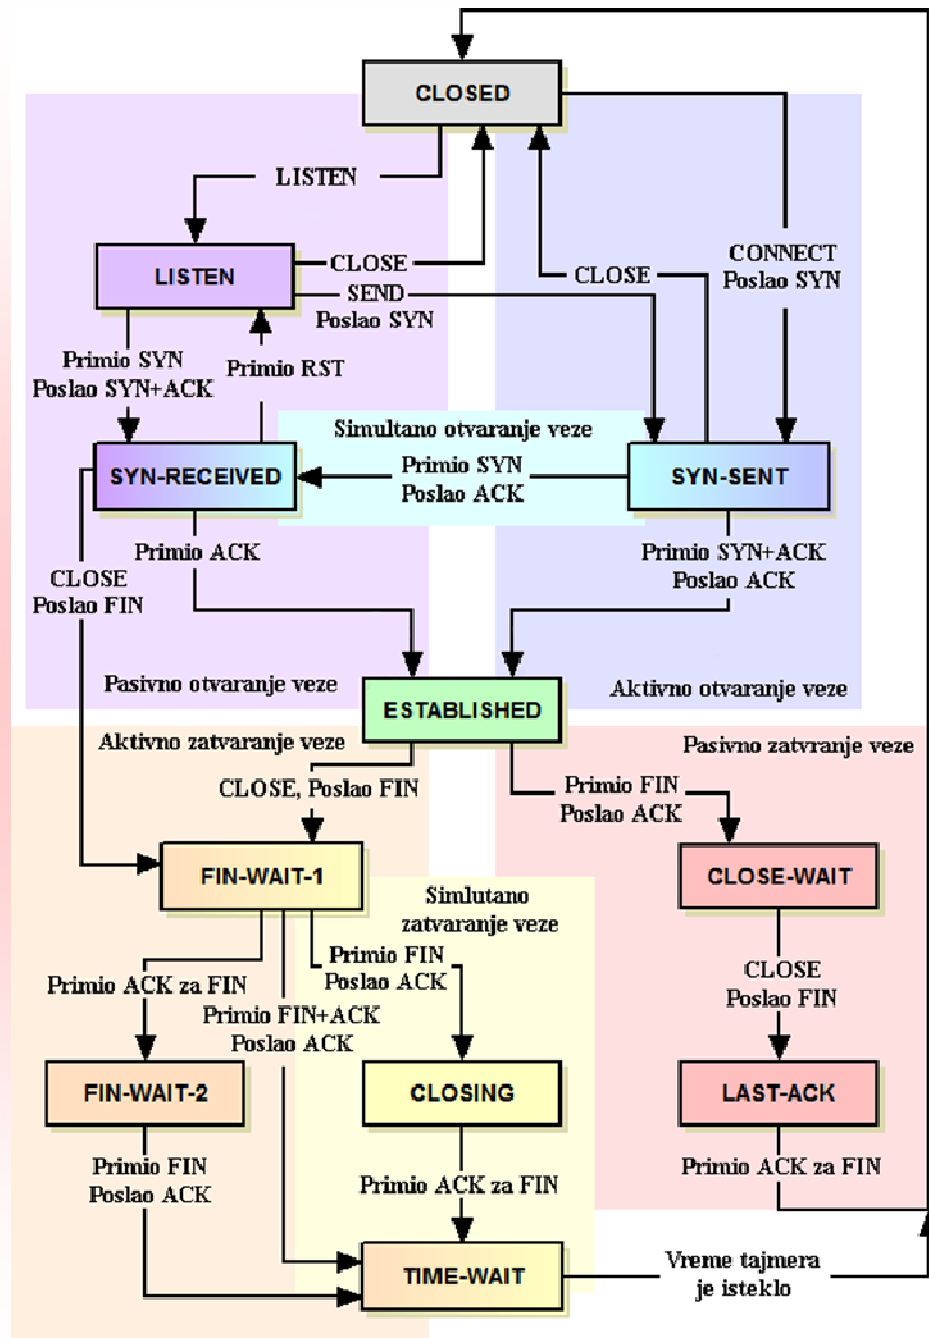 CLOSED
LISTEN
LISTEN
CLOSE
SEND
Poslao SYN
CLOSE
CONNECT
Poslao SYN
Primio SYN
Poslao SYN+ACK
Primio RST
Simultano otvaranje veze
SYN-RECEIVED
Primio SYN
Poslao ACK
SYN-SENT
Primio ACK
Primio SYN+ACK
Poslao ACK
CLOSE
Poslao FIN
Pasivno otvaranje veze
Aktivno otvaranje veze
ESTABLISHED
Aktivno zatvaranje veze
Pasivno zatvranje veze
CLOSE, Poslao FIN
Primio FIN
Poslao ACK
FIN-WAIT-1
CLOSE-WAIT
Simlutano
zatvaranje veze
Primio FIN
Poslao ACK
Primio ACK za FIN
Primio FIN+ACK
Poslao ACK
CLOSE
Poslao FIN
FIN-WAIT-2
CLOSING
LAST-ACK
Primio FIN
Poslao ACK
Primio ACK za FIN
Primio ACK za FIN
TIME-WAIT
Vreme tajmera
je isteklo